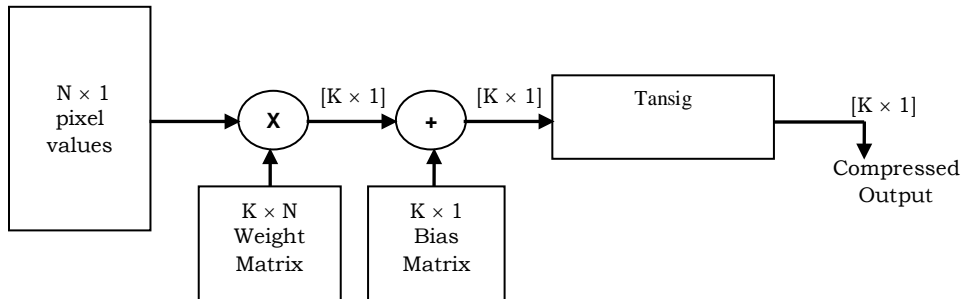 N × 1
pixel
values
X
[K × 1]
+
[K × 1]
Tansig
[K × 1]
Compressed
Output
K × N
Weight
Matrix
K × 1
Bias
Matrix